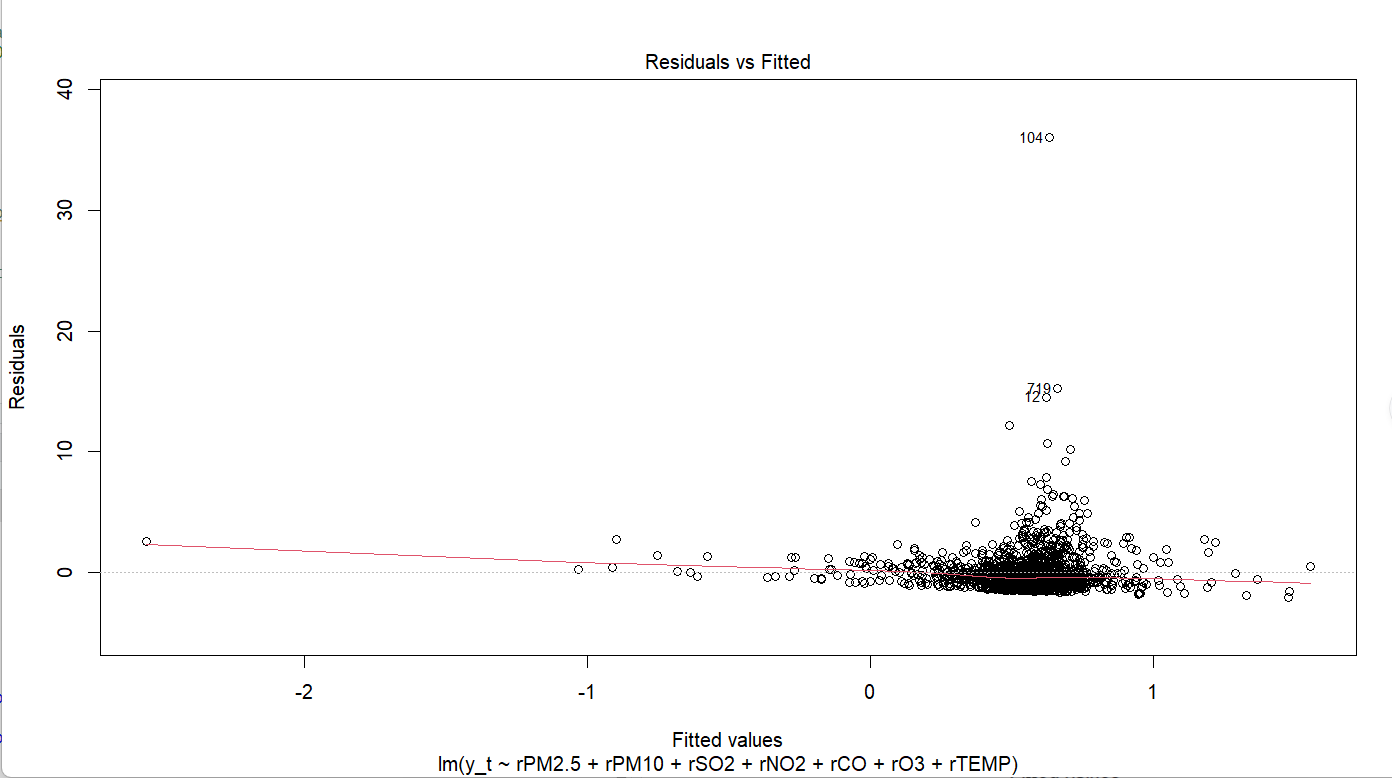 Residuals vs Fitted
40
104
30
Residuals
20
719
12
10
0
-2 -1 0 1
Fitted values
lm(y_t ~ rPM2.5 + rPM10 + rSO2 + rNO2 + rCO + rO3 + rTEMP)